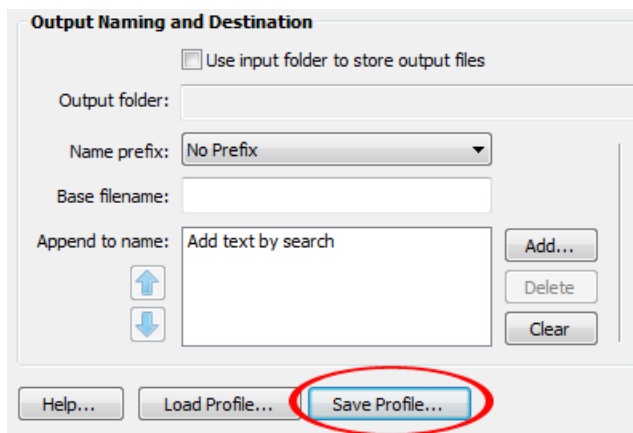 Output Naming and Destination
Use input folder to store output files
Output folder:
Name prefix: No Prefix
Base filename:
Append to name: Add text by search Add...
Delete
Clear
Help... Load Profile... Save Profile...